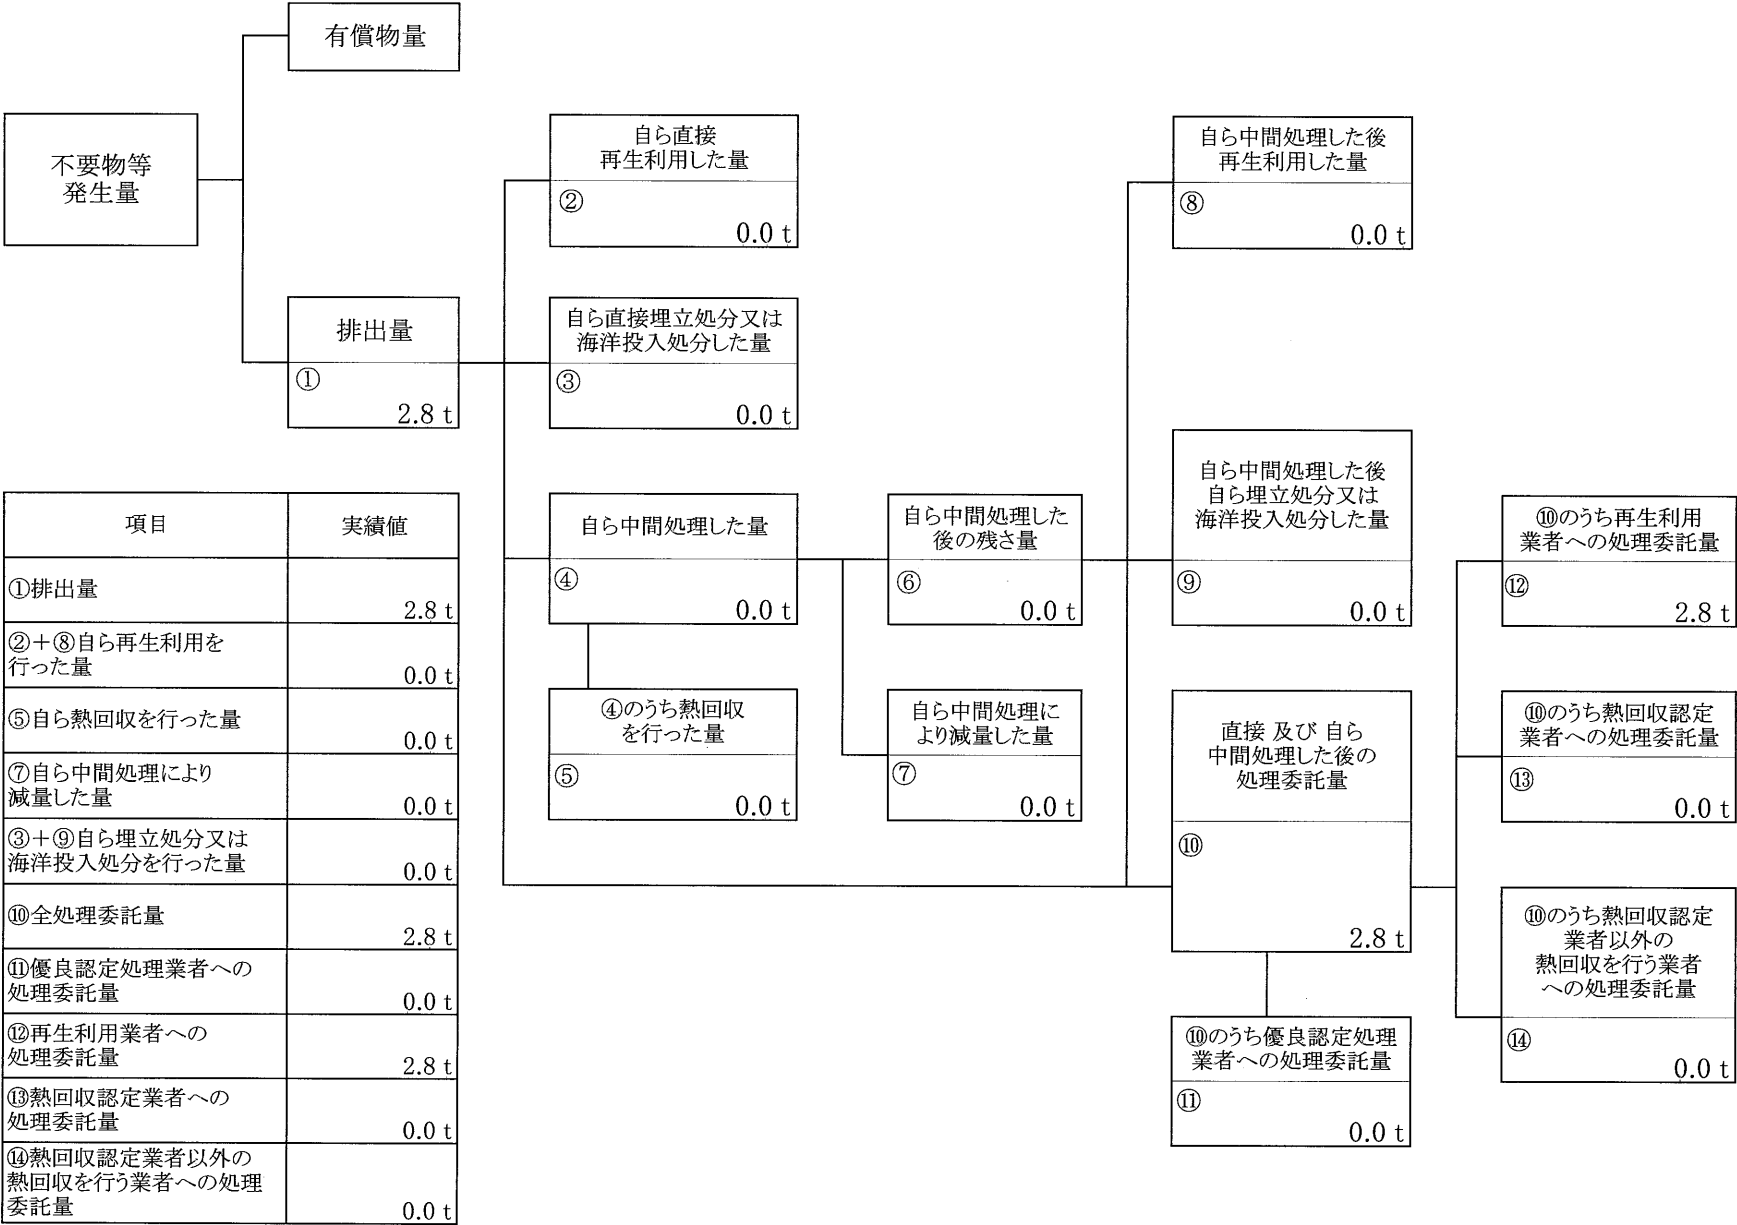 有償物量
不要物等
発生量
排出量
①
2.8 t
自ら直接
再生利用した量
②
0.0 t
自ら直接埋立処分又は
海洋投入処分した量
③
0.0 t
自ら中間処理した量
④
0.0 t
④のうち熱回収
を行った量
⑤
0.0 t
自ら中間処理した
後の残さ量
⑥
0.0 t
自ら中間処理に
より減量した量
⑦
0.0 t
自ら中間処理した後
再生利用した量
⑧
0.0 t
自ら中間処理した後
自ら埋立処分又は
海洋投入処分した量
⑨
0.0 t
直接 及び 自ら
中間処理した後の
処理委託量
⑩
2.8 t
⑩のうち優良認定処理
業者への処理委託量
⑪
0.0 t
⑩のうち再生利用
業者への処理委託量
⑫
2.8 t
⑩のうち熱回収認定
業者への処理委託量
⑬
0.0 t
⑩のうち熱回収認定
業者以外の
熱回収を行う業者
への処理委託量
⑭
0.0 t
項目 実績値
①排出量
2.8 t
②＋⑧自ら再生利用を
行った量
0.0 t
⑤自ら熱回収を行った量
0.0 t
⑦自ら中間処理により
減量した量
0.0 t
③＋⑨自ら埋立処分又は
海洋投入処分を行った量
0.0 t
⑩全処理委託量
2.8 t
⑪優良認定処理業者への
処理委託量
0.0 t
⑫再生利用業者への
処理委託量
2.8 t
⑬熱回収認定業者への
処理委託量
0.0 t
⑭熱回収認定業者以外の
熱回収を行う業者への処理
委託量
0.0 t